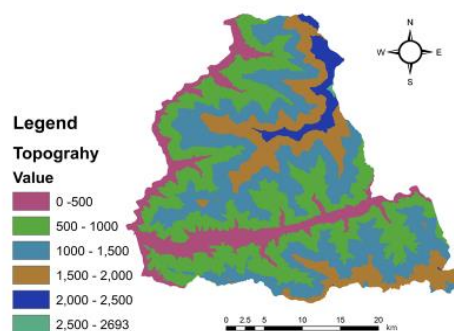 N
W E
S
Legend
Topograhy
Value
0 -500
500 - 1000
1000 - 1,500
1,500 - 2,000
2,000 - 2,500
2,500 - 2693
0 2.5 5 10 15 20
km